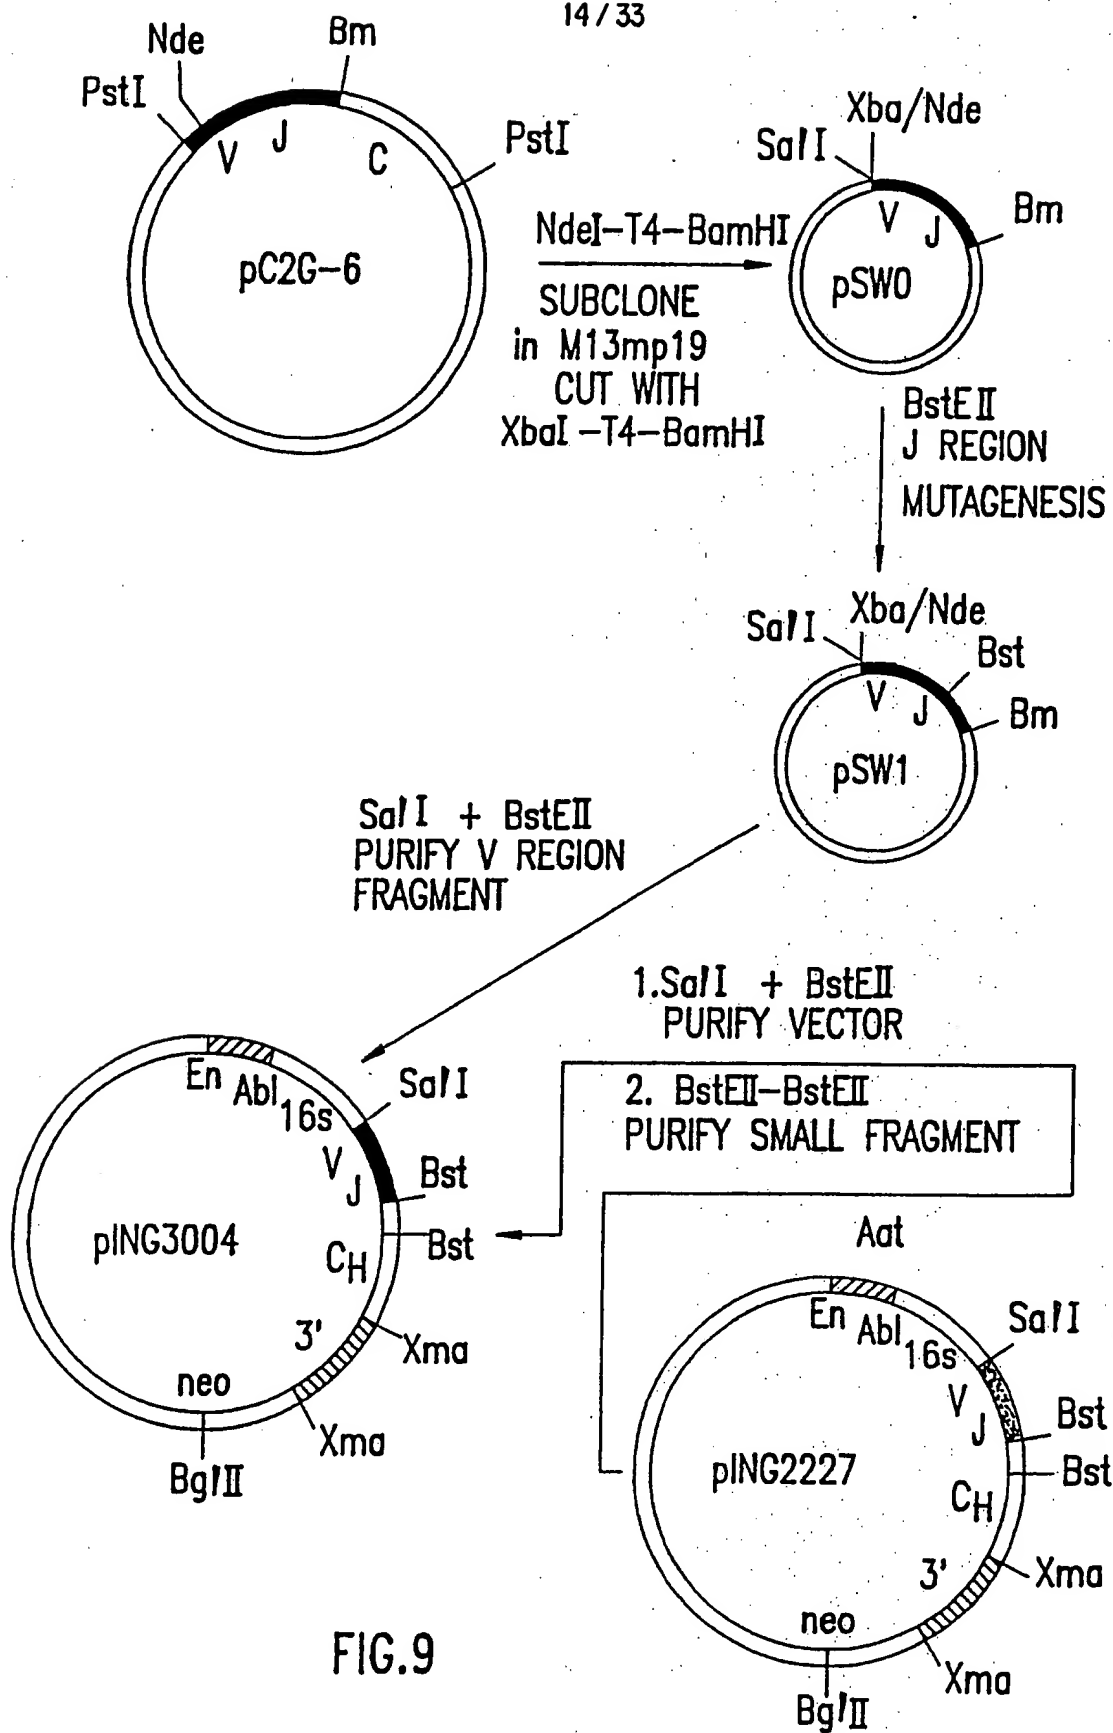 14/33
Nde
Bm
PstI
V
J
C
PstI
pC2G-6
NdeI-T4-BamHI
SUBCLONE
in M13mp19
CUT WITH
XbaI-T4-BamHI
Xba/Nde
SalI
V
J
Bm
pSW0
BstEII
J REGION
MUTAGENESIS
Xba/Nde
SalI
Bst
V
J
Bm
pSW1
SalI + BstEII
PURIFY V REGION
FRAGMENT
1.SalI + BstEII
PURIFY VECTOR
2. BstEII-BstEII
PURIFY SMALL FRAGMENT
En
Abl
16s
SalI
V
J
Bst
Bst
pING3004
CH
3'
Xma
neo
Xma
BglII
Aat
En
Abl
16s
SalI
V
J
Bst
Bst
pING2227
CH
3'
Xma
neo
Xma
BglII
FIG.9